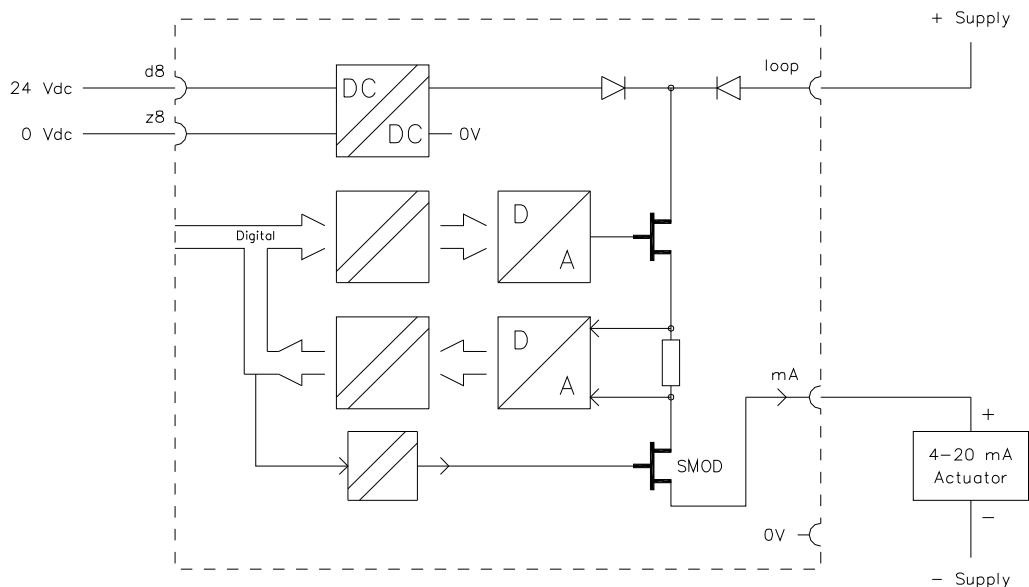 + Supply
d8
loop
24 Vdc
DC
z8
0 Vdc
DC
0V
Digital
D
A
D
A
mA
+
4-20 mA
Actuator
SMOD
-
0V
- Supply